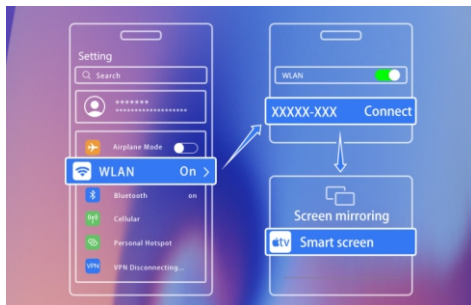 Setting
Search
*******
******************
Airplane Mode
WLAN On >
Bluetooth on
Cellular
Personal Hotspot
VPN VPN Disconnecting...
WLAN
XXXXX-XXX Connect
Screen mirroring
tv Smart screen